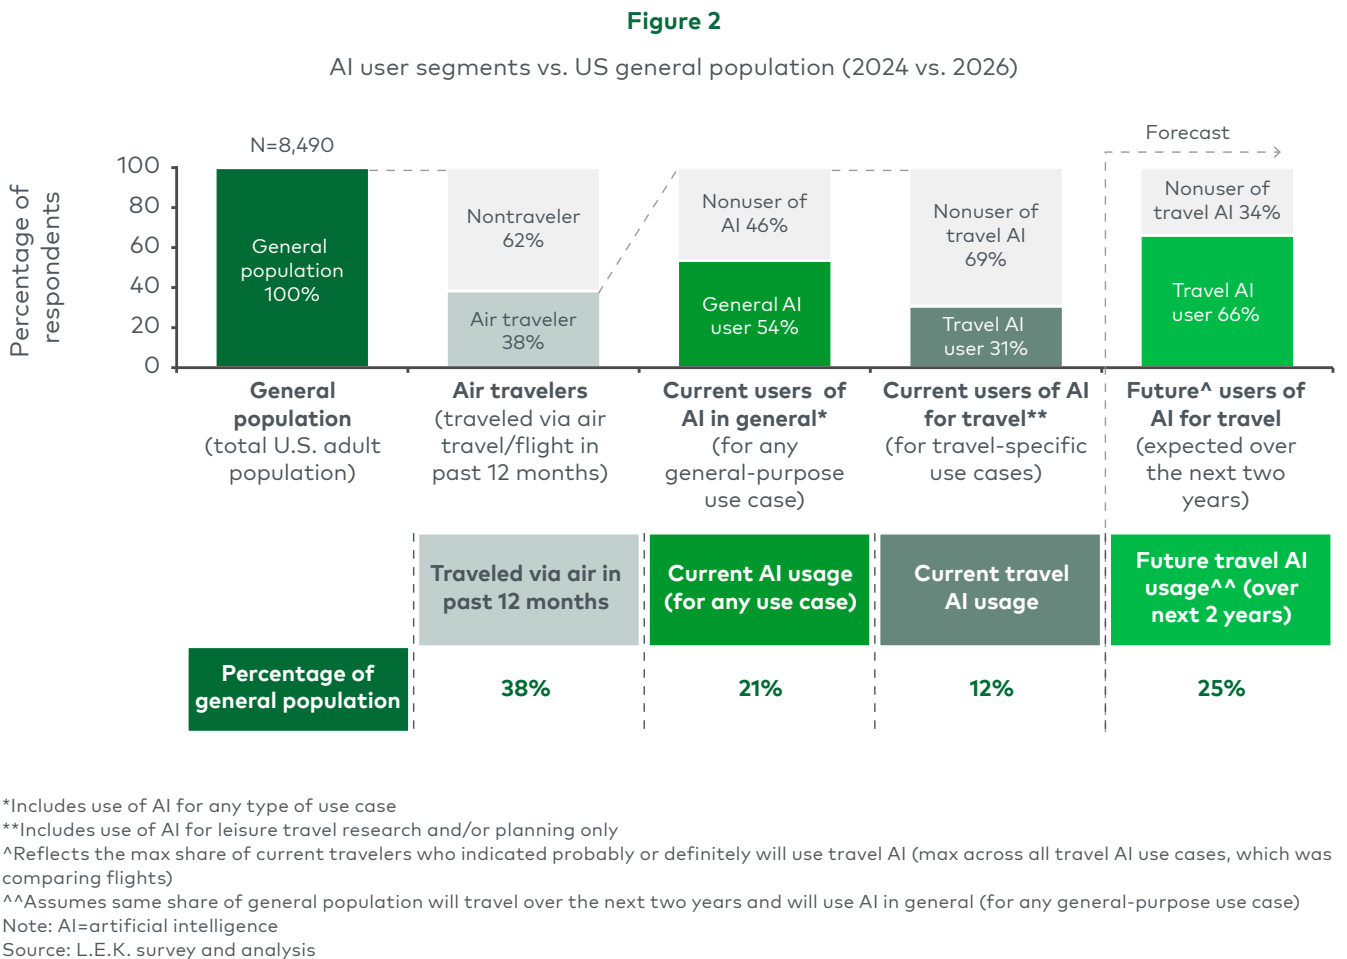 Figure 2
AI user segments vs. US general population (2024 vs. 2026)
Percentage of
respondents
100
80
60
40
20
0
N=8,490
General
population
100%
Nontraveler
62%
Air traveler
38%
Nonuser of
AI 46%
General AI
user 54%
Nonuser of
travel AI
69%
Travel AI
user 31%
Forecast
Nonuser of
travel AI 34%
Travel AI
user 66%
General
population
(total U.S. adult
population)
Air travelers
(traveled via air
travel/flight in
past 12 months)
Current users of
AI in general*
(for any
general-purpose
use case)
Current users of AI
for travel**
(for travel-specific
use cases)
Future^ users of
AI for travel
(expected over
the next two
years)
Traveled via air in
past 12 months
Current AI usage
(for any use case)
Current travel
AI usage
Future travel AI
usage^^ (over
next 2 years)
Percentage of
general population
38%
21%
12%
25%
*Includes use of AI for any type of use case
**Includes use of AI for leisure travel research and/or planning only
^Reflects the max share of current travelers who indicated probably or definitely will use travel AI (max across all travel AI use cases, which was
comparing flights)
^^Assumes same share of general population will travel over the next two years and will use AI in general (for any general-purpose use case)
Note: AI=artificial intelligence
Source: L.E.K. survey and analysis